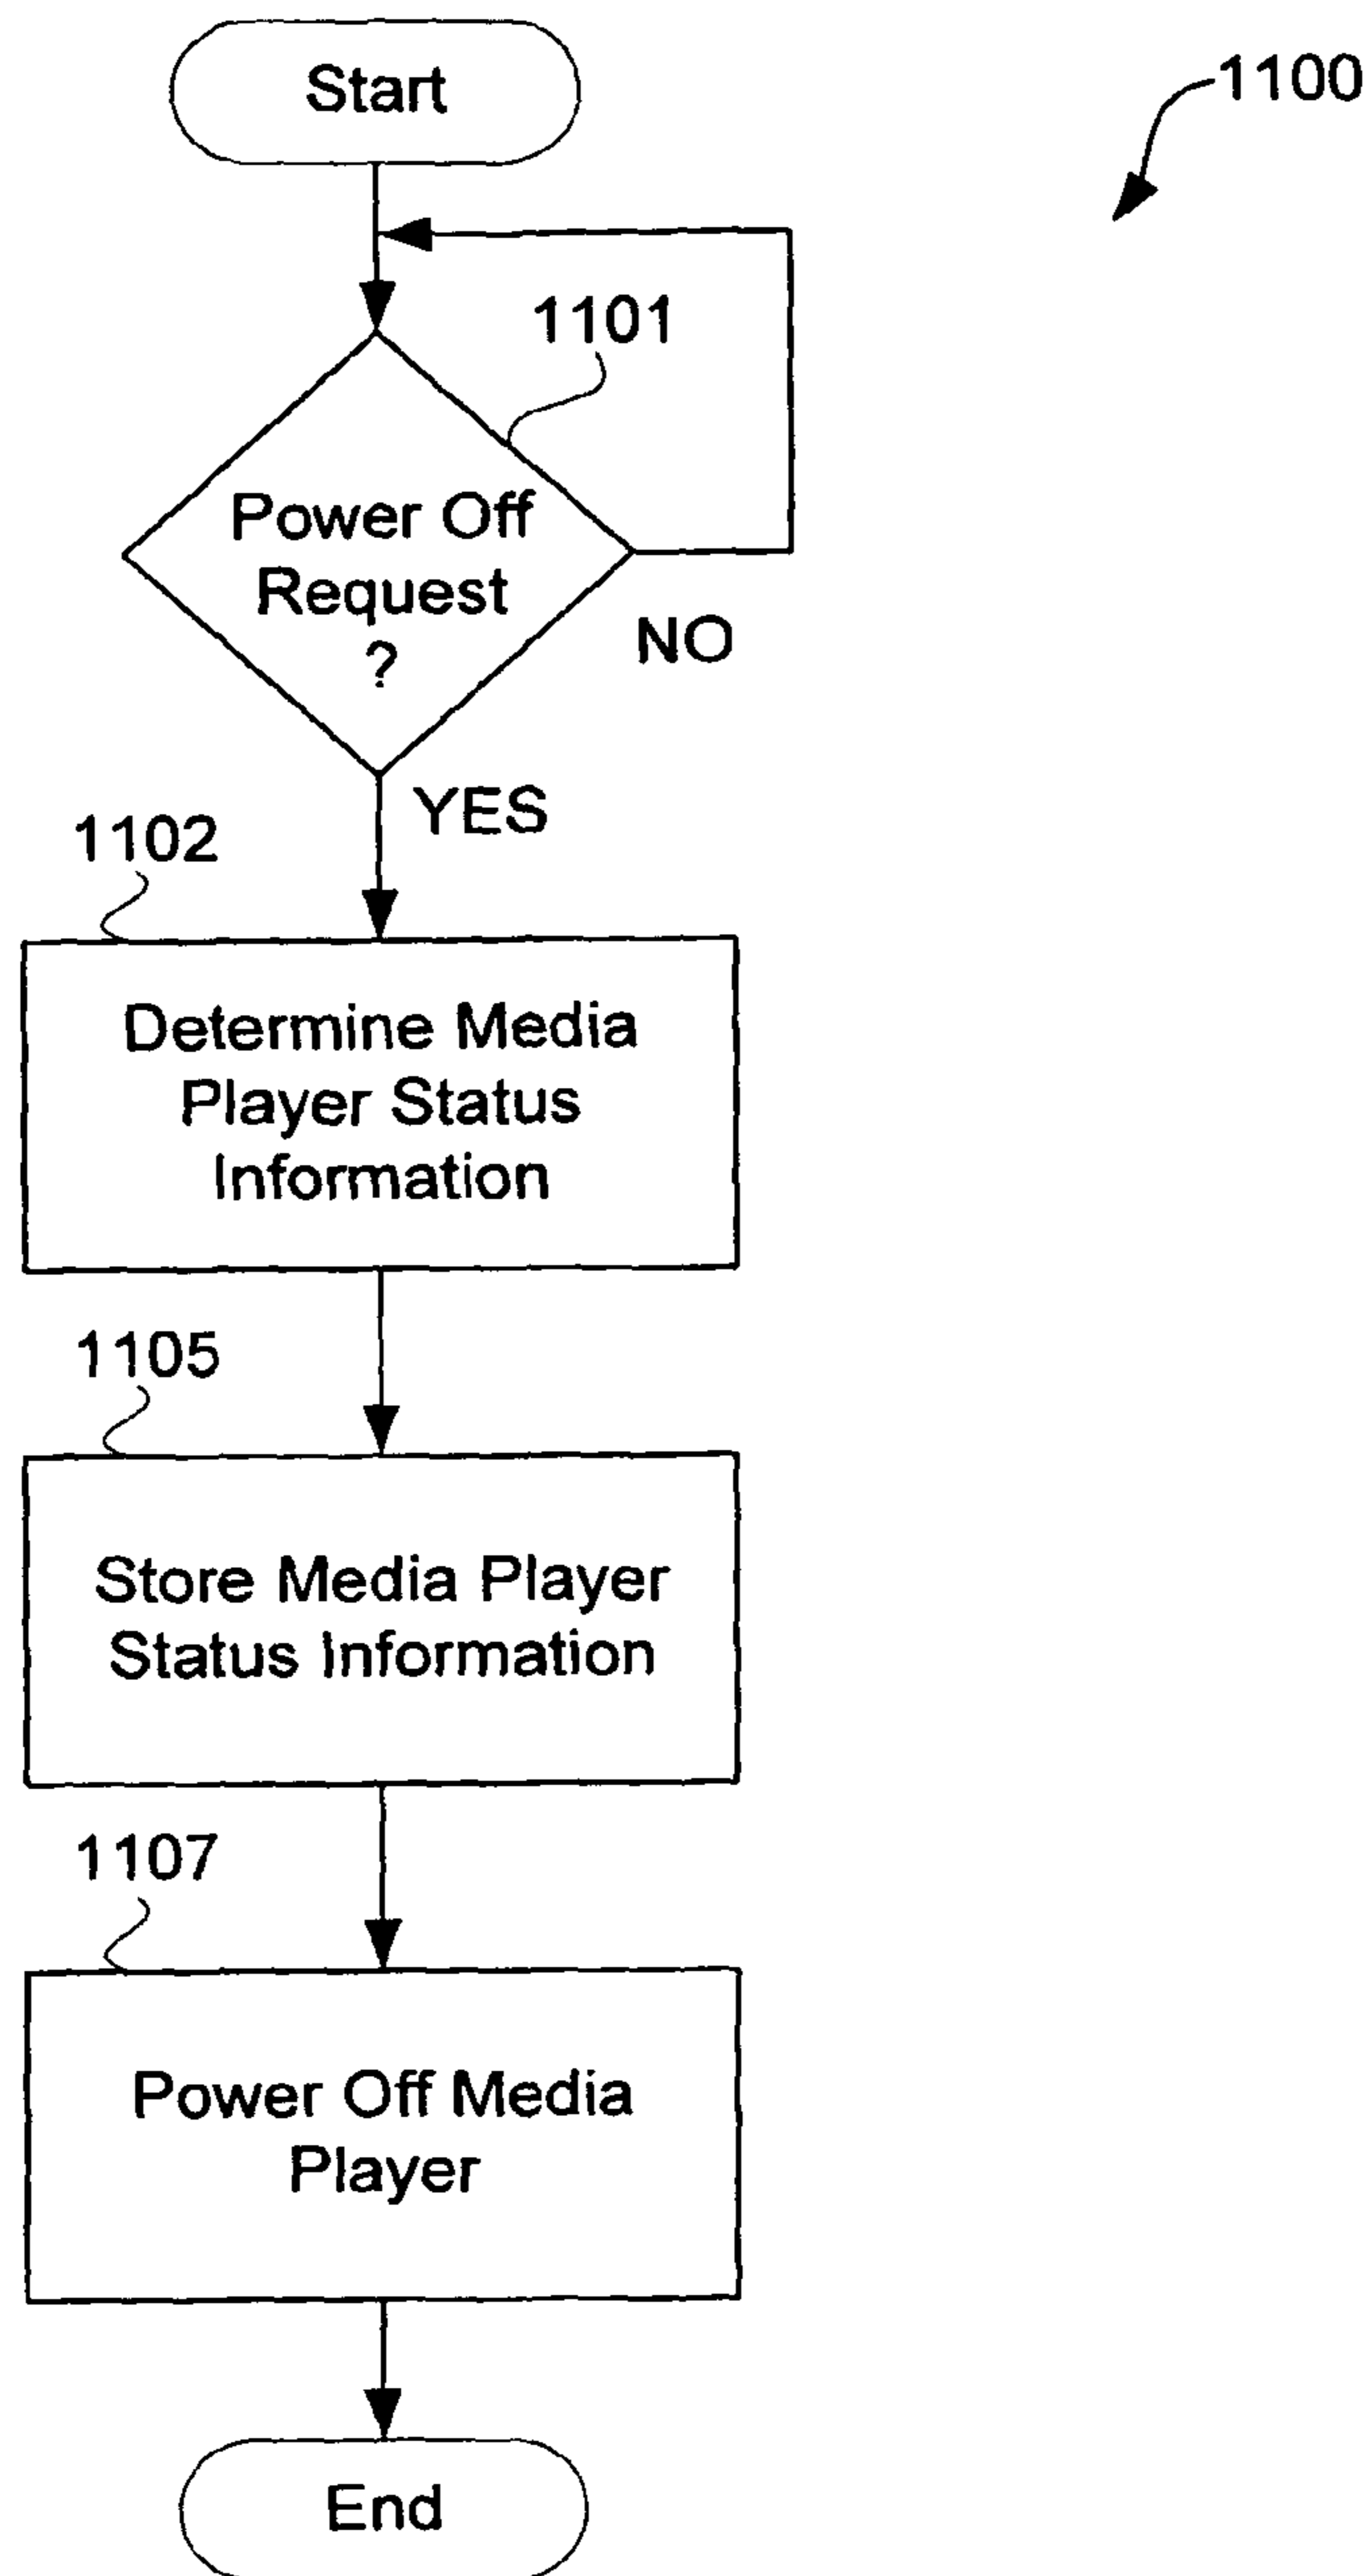 Start
1100
1101
Power Off
Request
?
NO
YES
1102
Determine Media
Player Status
Information
1105
Store Media Player
Status Information
1107
Power Off Media
Player
End